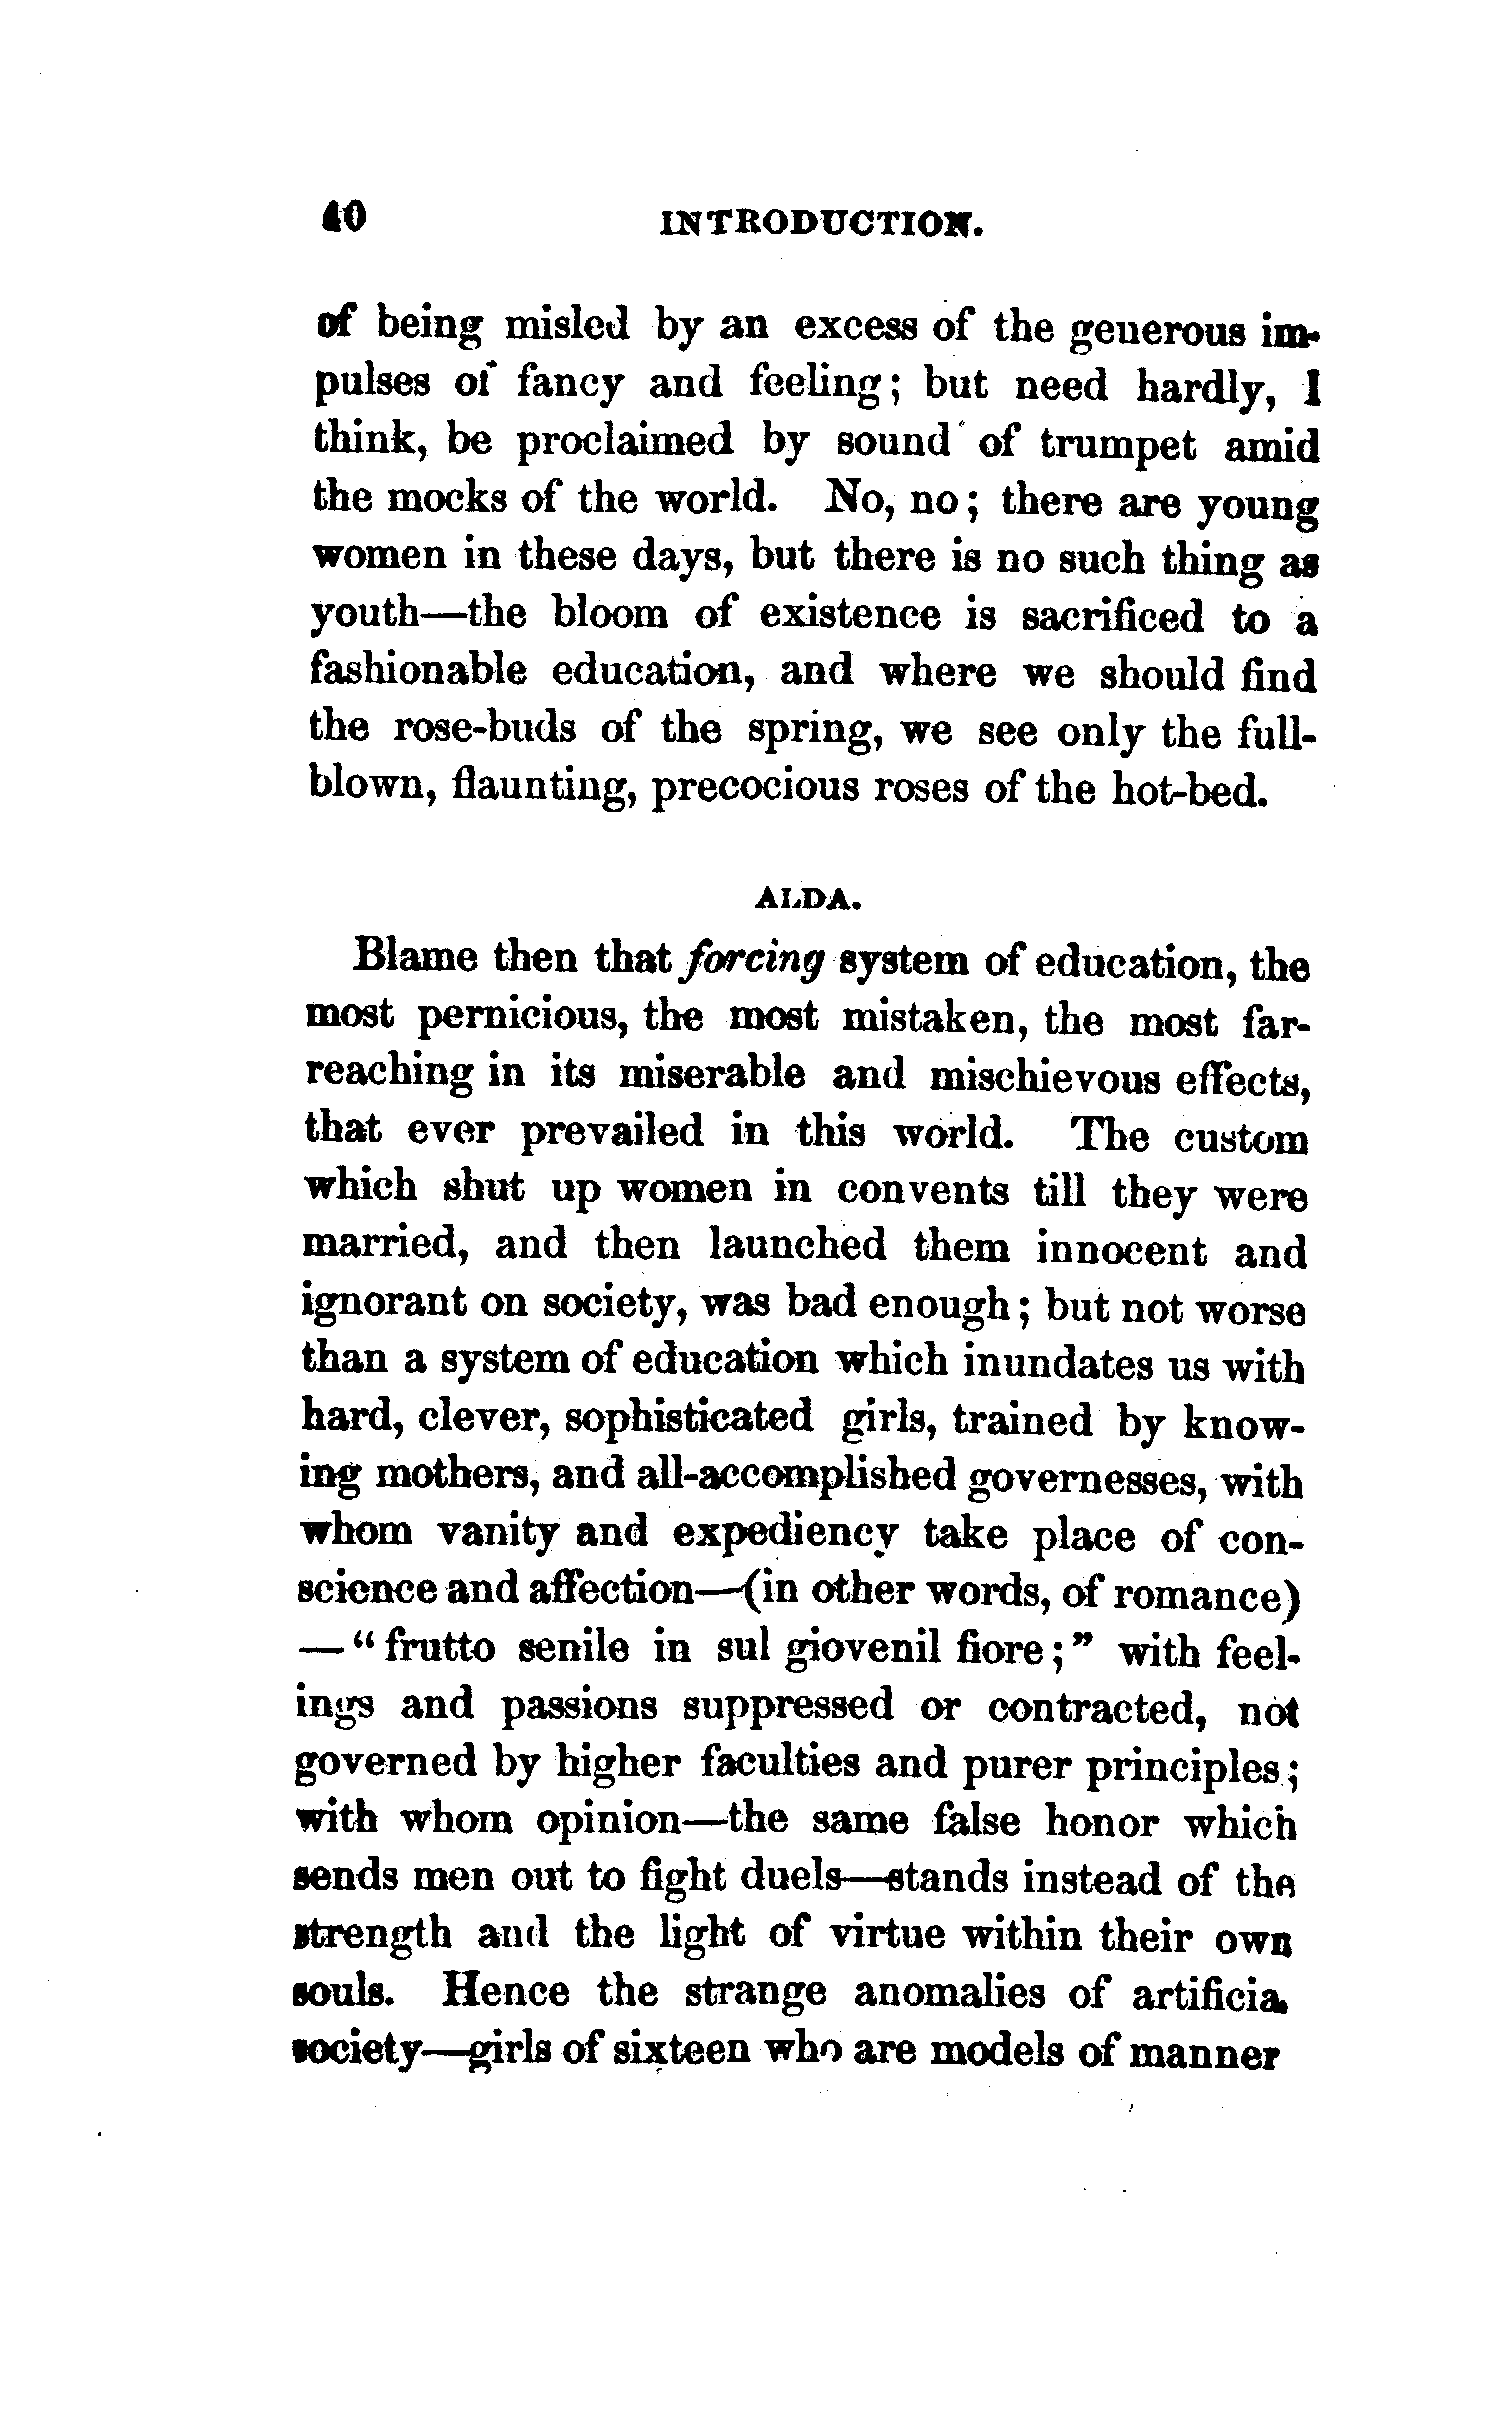 40 INTRODUCTION.
of being misled by an excess of the generous im-
pulses of fancy and feeling; but need hardly, I
think, be proclaimed by sound of trumpet amid
the mocks of the world. No, no; there are young
women in these days, but there is no such thing as
youth—the bloom of existence is sacrificed to a
fashionable education, and where we should find
the rose-buds of the spring, we see only the full-
blown, flaunting, precocious roses of the hot-bed.
ALDA.
Blame then that forcing system of education, the
most pernicious, the most mistaken, the most far-
reaching in its miserable and mischievous effects,
that ever prevailed in this world. The custom
which shut up women in convents till they were
married, and then launched them innocent and
ignorant on society, was bad enough; but not worse
than a system of education which inundates us with
hard, clever, sophisticated girls, trained by know-
ing mothers, and all-accomplished governesses, with
whom vanity and expediency take place of con-
science and affection—(in other words, of romance)
—"frutto senile in sul giovenil fiore;" with feel-
ings and passions suppressed or contracted, not
governed by higher faculties and purer principles;
with whom opinion—the same false honor which
sends men out to fight duels—stands instead of the
strength and the light of virtue within their own
souls. Hence the strange anomalies of artificial
society—girls of sixteen who are models of manner